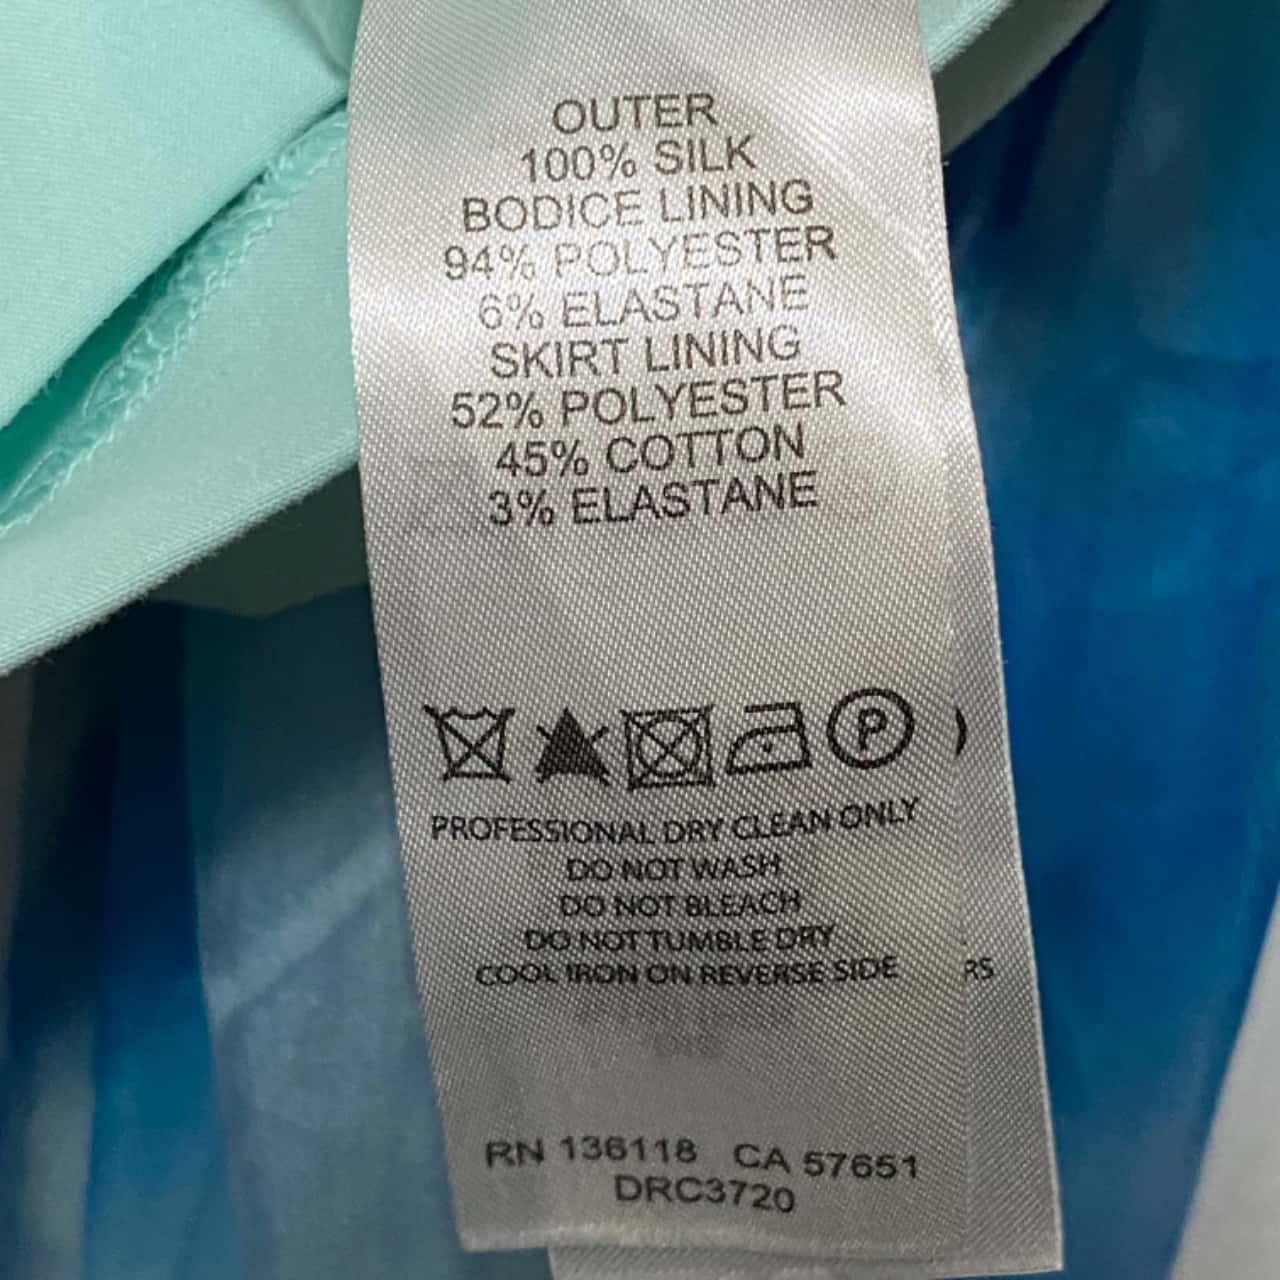 OUTER
100% SILK
BODICE LINING
94% POLYESTER
6% ELASTANE
SKIRT LINING
52% POLYESTER
45% COTTON
3% ELASTANE
P
PROFESSIONAL DRY CLEAN ONLY
DO NOT WASH
DO NOT BLEACH
DO NOT TUMBLE DRY
COOL IRON ON REVERSE SIDE
RS
RN 136118 CA 57651
DRC3720